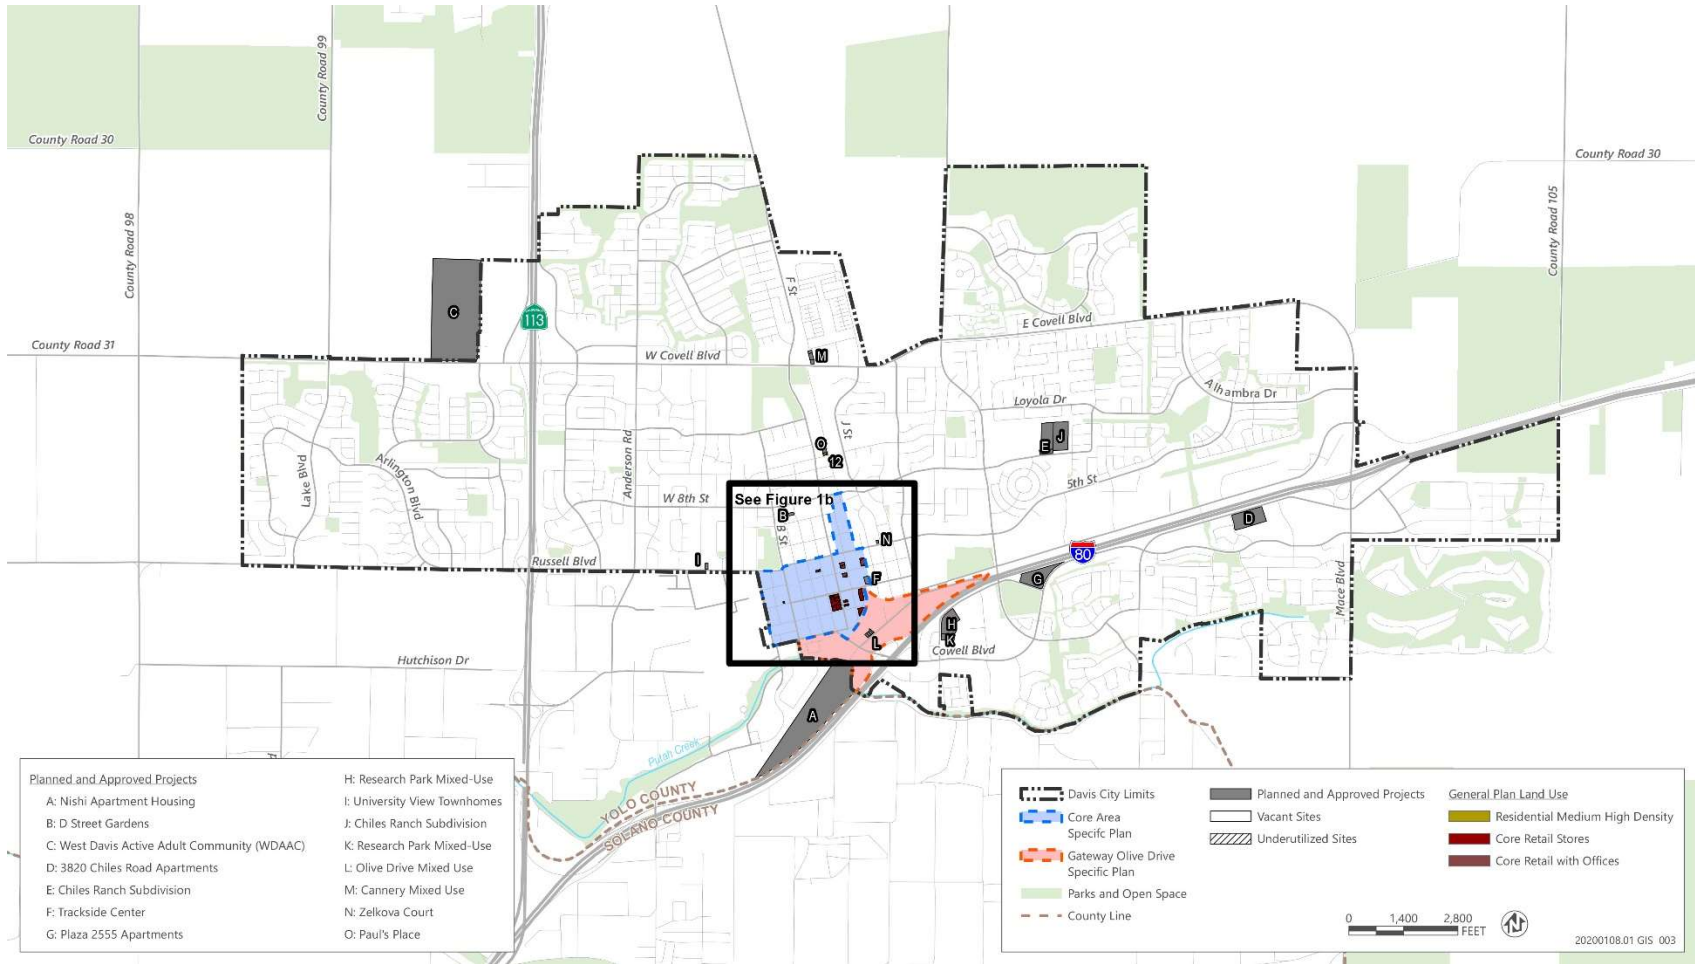 County Road 99
County Road 30
County Road 30
County Road 98
County Road 105
F St
C
113
E Covell Blvd
County Road 31
W Covell Blvd
M
Alhambra Dr
Loyola Dr
J St
O
E
J
12
Lake Blvd
Arlington Blvd
Anderson Rd
5th St
W 8th St
See Figure 1b
B
B St
D
N
80
I
Russell Blvd
F
G
Mace Blvd
H
K
L
Cowell Blvd
Hutchison Dr
A
Putah Creek
YOLO COUNTY
SOLANO COUNTY
Planned and Approved Projects
A: Nishi Apartment Housing
B: D Street Gardens
C: West Davis Active Adult Community (WDAAC)
D: 3820 Chiles Road Apartments
E: Chiles Ranch Subdivision
F: Trackside Center
G: Plaza 2555 Apartments
H: Research Park Mixed-Use
I: University View Townhomes
J: Chiles Ranch Subdivision
K: Research Park Mixed-Use
L: Olive Drive Mixed Use
M: Cannery Mixed Use
N: Zelkova Court
O: Paul's Place
Davis City Limits
Core Area
Specifc Plan
Gateway Olive Drive
Specific Plan
Parks and Open Space
County Line
Planned and Approved Projects
Vacant Sites
Underutilized Sites
General Plan Land Use
Residential Medium High Density
Core Retail Stores
Core Retail with Offices
0 1,400 2,800
FEET
N
20200108.01 GIS 003